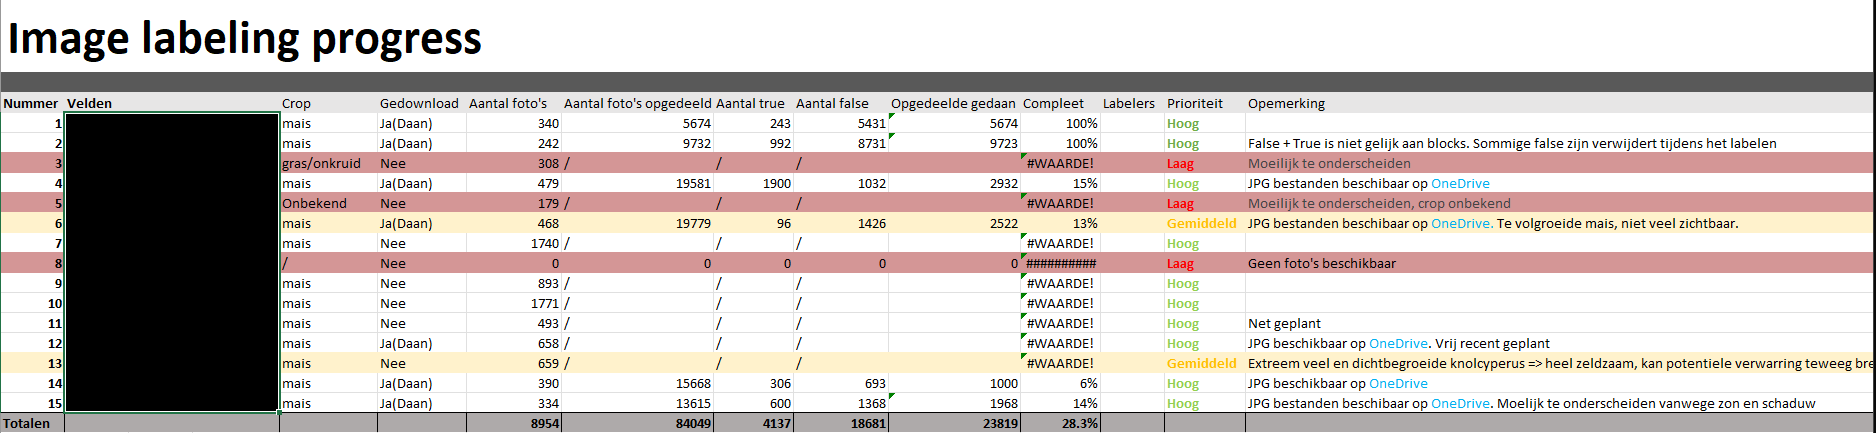 Image labeling progress
Nummer Velden Crop Gedownload Aantal foto's Aantal foto's opgedeeld Aantal true Aantal false Opgedeelde gedaan Compleet Labelers Prioriteit Opemerking
1 mais Ja(Daan) 340 5674 243 5431 5674 100% Hoog
2 mais Ja(Daan) 242 9732 992 8731 9723 100% Hoog False + True is niet gelijk aan blocks. Sommige false zijn verwijdert tijdens het labelen
3 gras/onkruid Nee 308 / / / #WAARDE! Laag Moeilijk te onderscheiden
4 mais Ja(Daan) 479 19581 1900 1032 2932 15% Hoog JPG bestanden beschibaar op OneDrive
5 Onbekend Nee 179 / / / #WAARDE! Laag Moeilijk te onderscheiden, crop onbekend
6 mais Ja(Daan) 468 19779 96 1426 2522 13% Gemiddeld JPG bestanden beschibaar op OneDrive. Te volgroeide mais, niet veel zichtbaar.
7 mais Nee 1740 / / / #WAARDE! Hoog
8 / Nee 0 0 0 0 0 ########## Laag Geen foto's beschikbaar
9 mais Nee 893 / / / #WAARDE! Hoog
10 mais Nee 1771 / / / #WAARDE! Hoog
11 mais Nee 493 / / / #WAARDE! Hoog Net geplant
12 mais Ja(Daan) 658 / / / #WAARDE! Hoog JPG beschikbaar op OneDrive. Vrij recent geplant
13 mais Nee 659 / / / #WAARDE! Gemiddeld Extreem veel en dichtbegroeide knolcyperus => heel zeldzaam, kan potentiele verwarring teweeg bre
14 mais Ja(Daan) 390 15668 306 693 1000 6% Hoog JPG beschikbaar op OneDrive
15 mais Ja(Daan) 334 13615 600 1368 1968 14% Hoog JPG bestanden beschibaar op OneDrive. Moelijk te onderscheiden vanwege zon en schaduw
Totalen 8954 84049 4137 18681 23819 28.3%